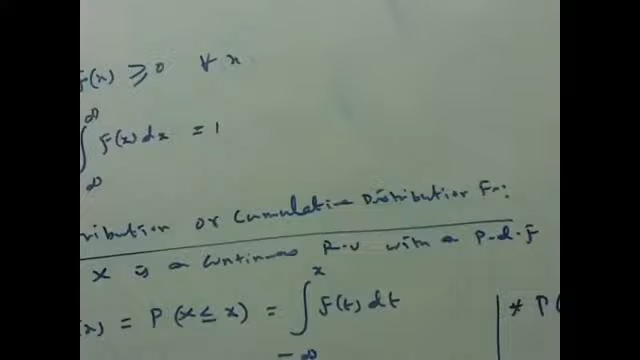 f(x) ≥ 0 ∀ x
∞
∫ f(x) dx = 1
∞
ribution or Cumulative Distribution Fn:
X is a continuous R.V with a P.d.f
(x) = P (X ≤ x) = ∫ f(t) dt
x
-∞
* P(